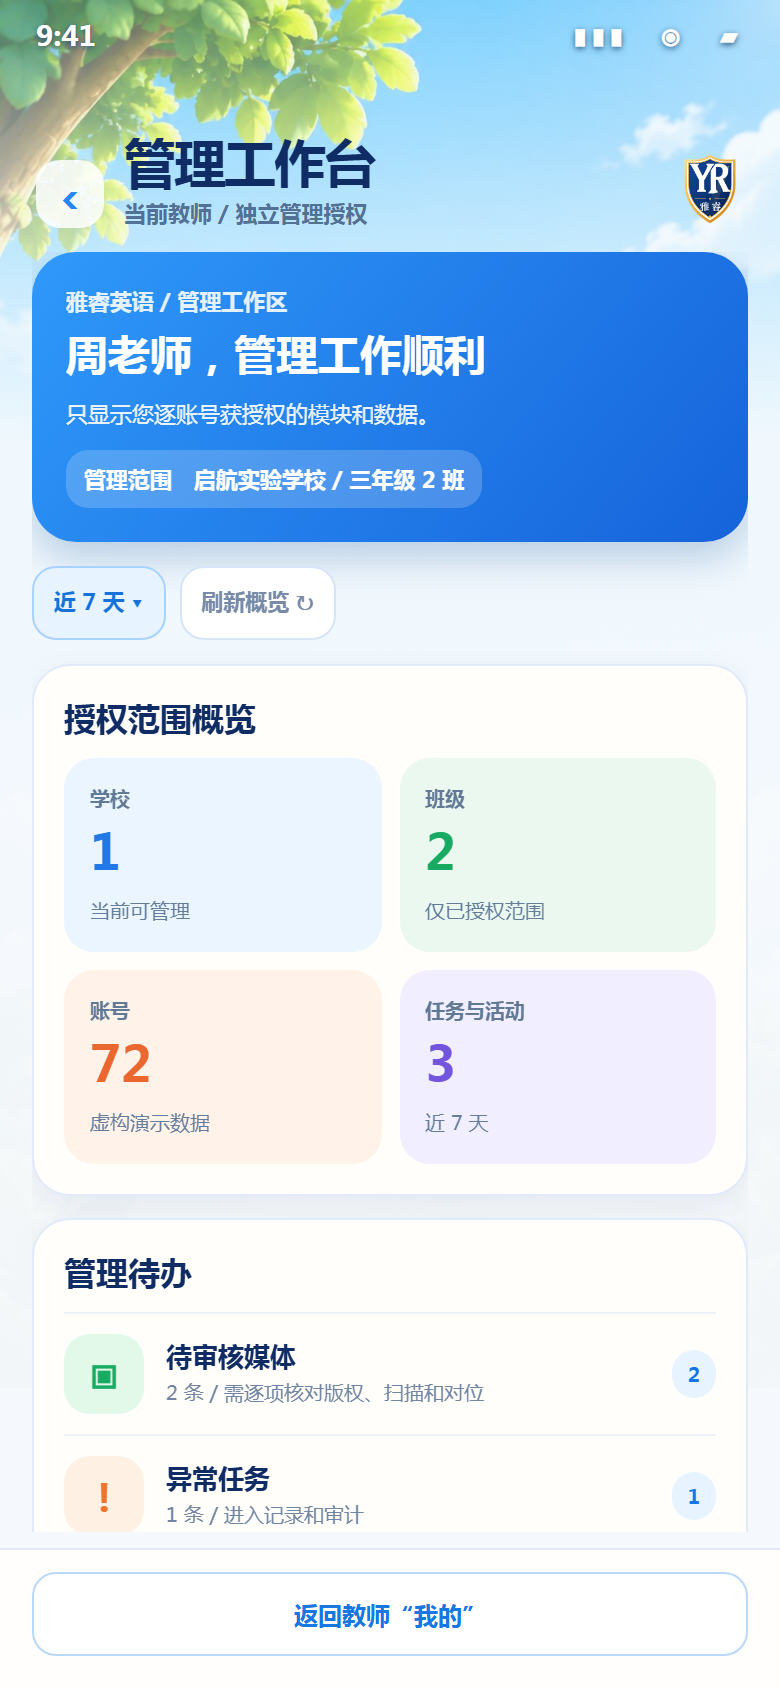 9:41
管理工作台
当前教师 / 独立管理授权
YR
雅睿
雅睿英语 / 管理工作区
周老师，管理工作顺利
只显示您逐账号获授权的模块和数据。
管理范围 启航实验学校 / 三年级 2 班
近 7 天 ▾
刷新概览 ↻
授权范围概览
学校
1
当前可管理
班级
2
仅已授权范围
账号
72
虚构演示数据
任务与活动
3
近 7 天
管理待办
待审核媒体
2 条 / 需逐项核对版权、扫描和对位
2
!
异常任务
1 条 / 进入记录和审计
1
返回教师“我的”